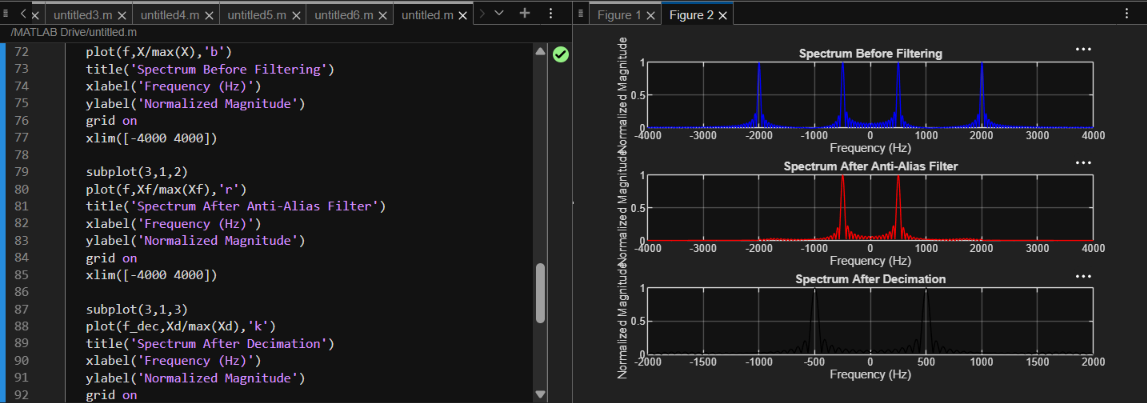 untitled3.m
untitled4.m
untitled5.m
untitled6.m
untitled.m
/MATLAB Drive/untitled.m
72 plot(f,X/max(X),'b')
73 title('Spectrum Before Filtering')
74 xlabel('Frequency (Hz)')
75 ylabel('Normalized Magnitude')
76 grid on
77 xlim([-4000 4000])
78
79 subplot(3,1,2)
80 plot(f,Xf/max(Xf),'r')
81 title('Spectrum After Anti-Alias Filter')
82 xlabel('Frequency (Hz)')
83 ylabel('Normalized Magnitude')
84 grid on
85 xlim([-4000 4000])
86
87 subplot(3,1,3)
88 plot(f_dec,Xd/max(Xd),'k')
89 title('Spectrum After Decimation')
90 xlabel('Frequency (Hz)')
91 ylabel('Normalized Magnitude')
92 grid on
Figure 1
Figure 2
Spectrum Before Filtering
Normalized Magnitude
1
0.5
0
-4000 -3000 -2000 -1000 0 1000 2000 3000 4000
Frequency (Hz)
Spectrum After Anti-Alias Filter
Normalized Magnitude
1
0.5
0
-4000 -3000 -2000 -1000 0 1000 2000 3000 4000
Frequency (Hz)
Spectrum After Decimation
Normalized Magnitude
1
0.5
0
-2000 -1500 -1000 -500 0 500 1000 1500 2000
Frequency (Hz)